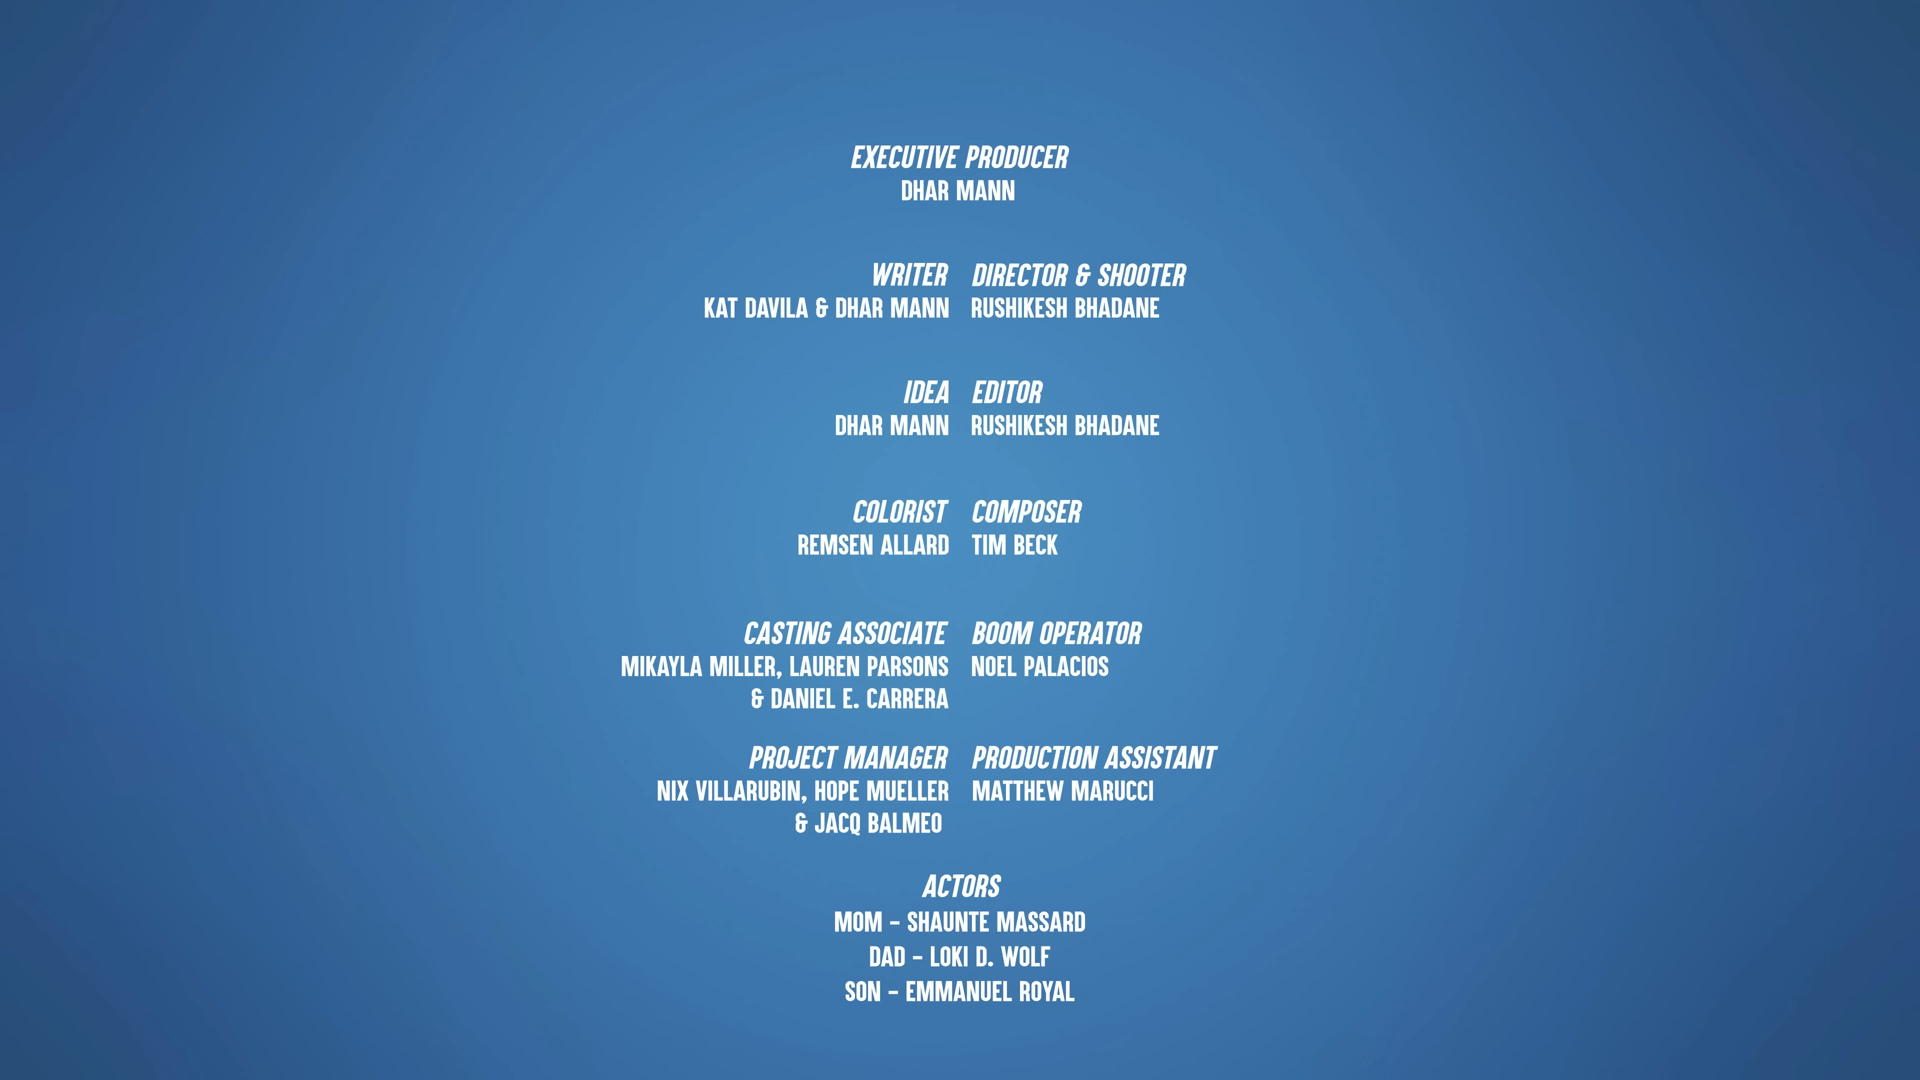 EXECUTIVE PRODUCER
DHAR MANN
WRITER
KAT DAVILA & DHAR MANN
DIRECTOR & SHOOTER
RUSHIKESH BHADANE
IDEA
DHAR MANN
EDITOR
RUSHIKESH BHADANE
COLORIST
REMSEN ALLARD
COMPOSER
TIM BECK
CASTING ASSOCIATE
MIKAYLA MILLER, LAUREN PARSONS
& DANIEL E. CARRERA
BOOM OPERATOR
NOEL PALACIOS
PROJECT MANAGER
NIX VILLARUBIN, HOPE MUELLER
& JACQ BALMEO
PRODUCTION ASSISTANT
MATTHEW MARUCCI
ACTORS
MOM - SHAUNTE MASSARD
DAD - LOKI D. WOLF
SON - EMMANUEL ROYAL